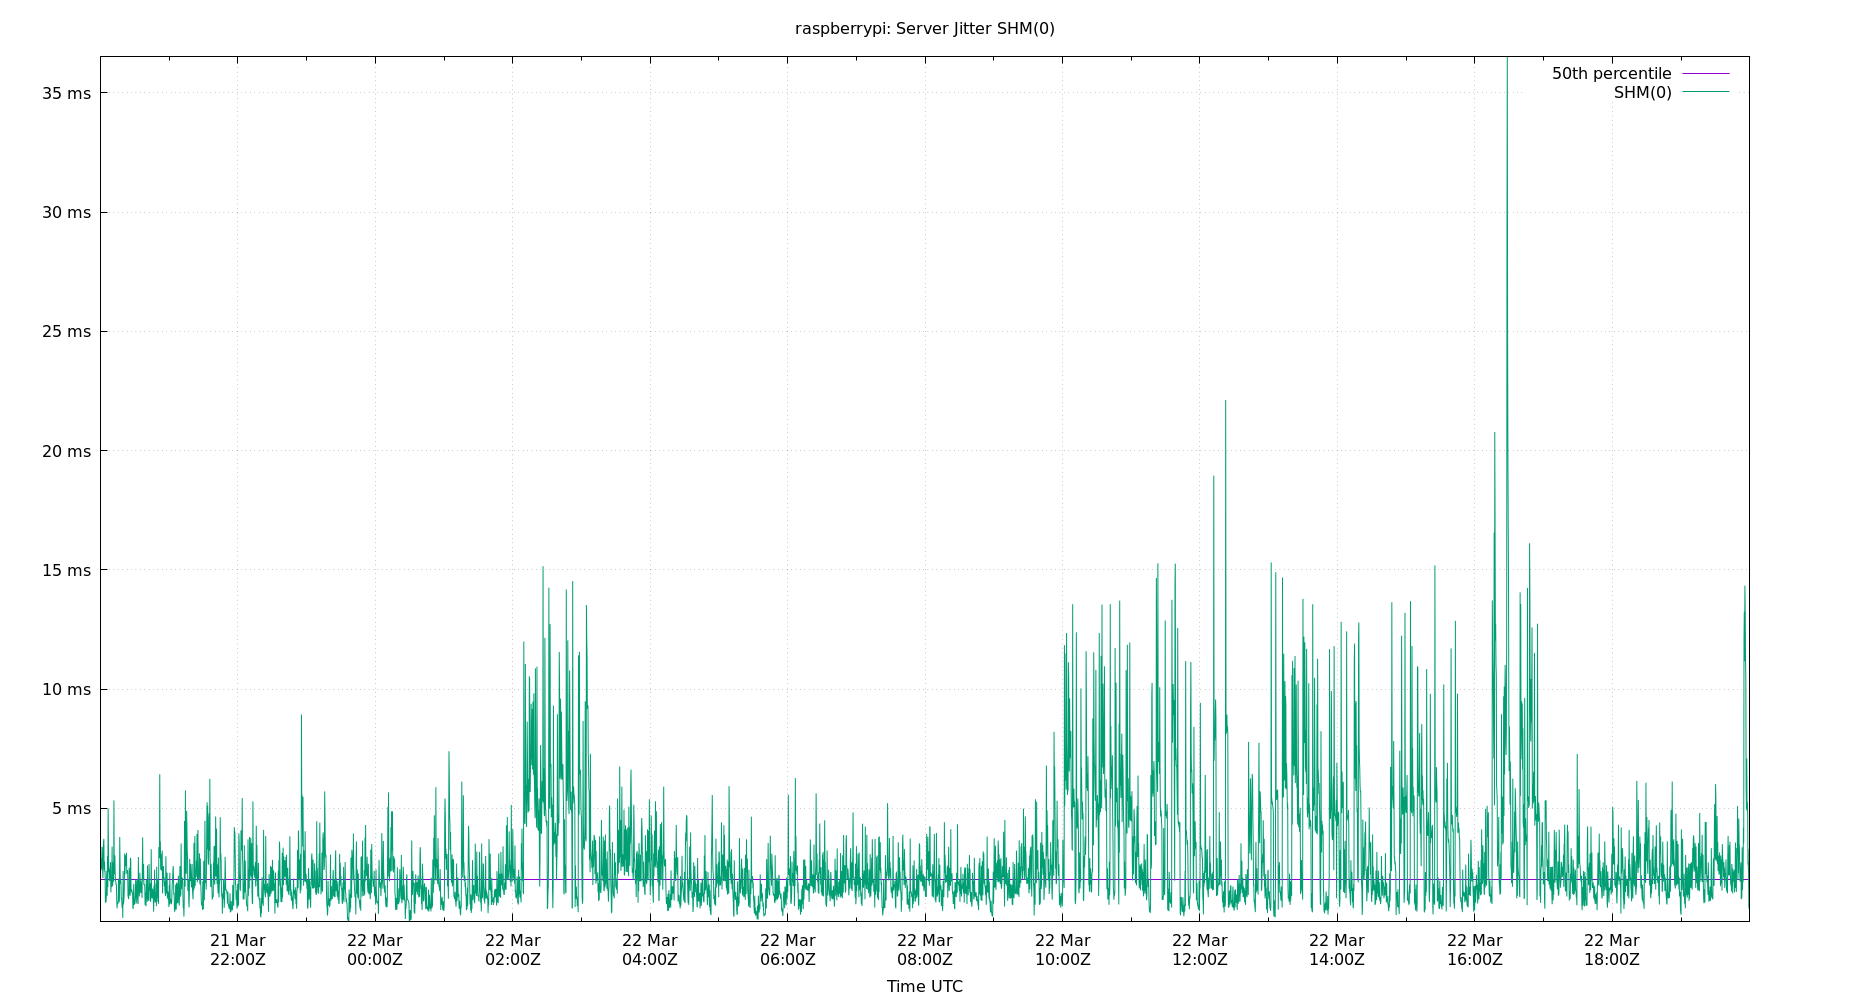 raspberrypi: Server Jitter SHM(0)
50th percentile
SHM(0)
35 ms
30 ms
25 ms
20 ms
15 ms
10 ms
5 ms
21 Mar 22 Mar 22 Mar 22 Mar 22 Mar 22 Mar 22 Mar 22 Mar 22 Mar 22 Mar 22 Mar
22:00Z 00:00Z 02:00Z 04:00Z 06:00Z 08:00Z 10:00Z 12:00Z 14:00Z 16:00Z 18:00Z
Time UTC